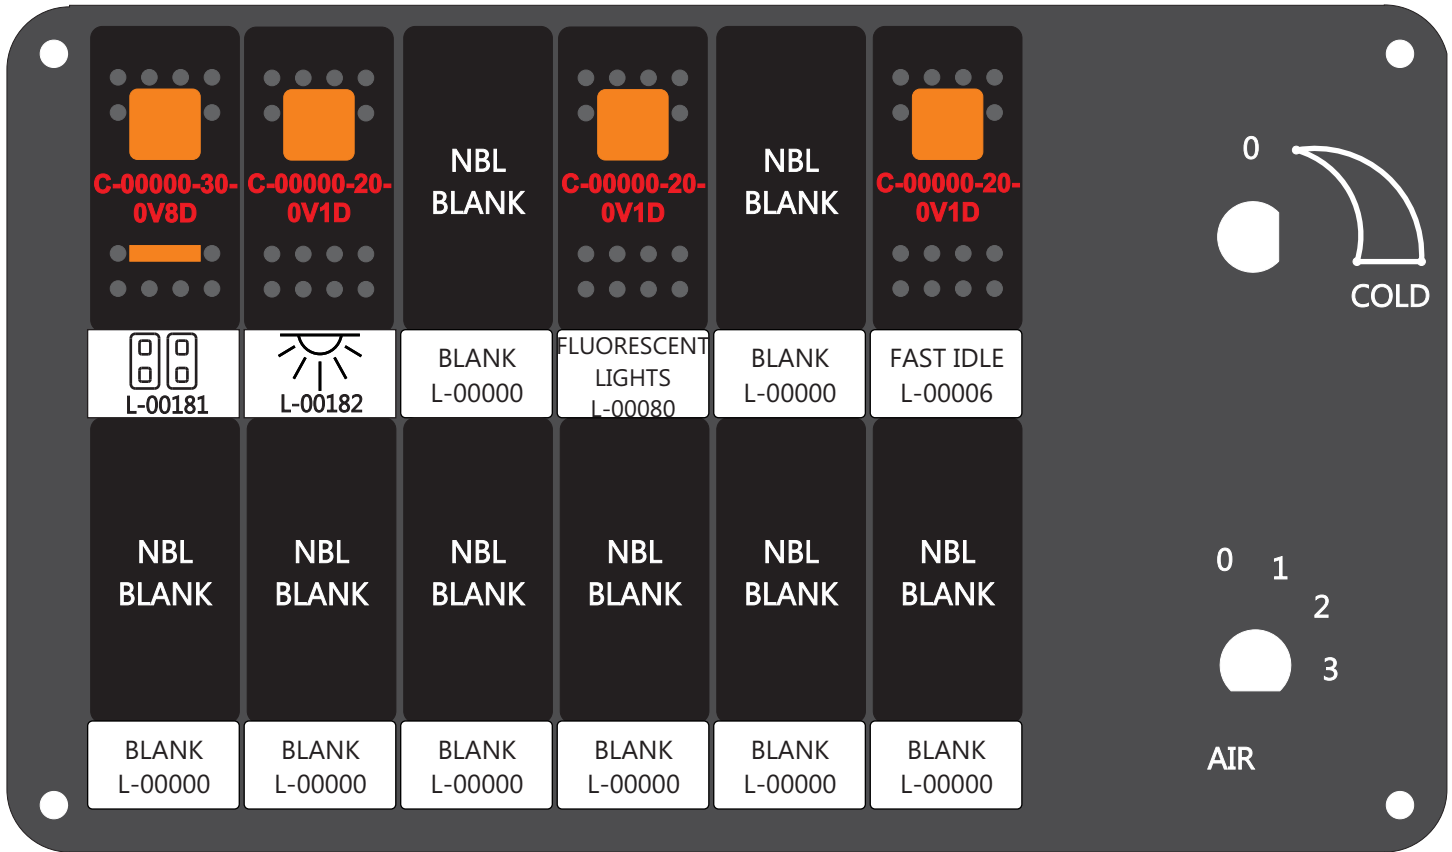 C-00000-30-
0V8D
C-00000-20-
0V1D
NBL
BLANK
C-00000-20-
0V1D
NBL
BLANK
C-00000-20-
0V1D
L-00181
L-00182
BLANK
L-00000
FLUORESCENT
LIGHTS
L-00080
BLANK
L-00000
FAST IDLE
L-00006
NBL
BLANK
NBL
BLANK
NBL
BLANK
NBL
BLANK
NBL
BLANK
NBL
BLANK
BLANK
L-00000
BLANK
L-00000
BLANK
L-00000
BLANK
L-00000
BLANK
L-00000
BLANK
L-00000
0
COLD
0
1
2
3
AIR